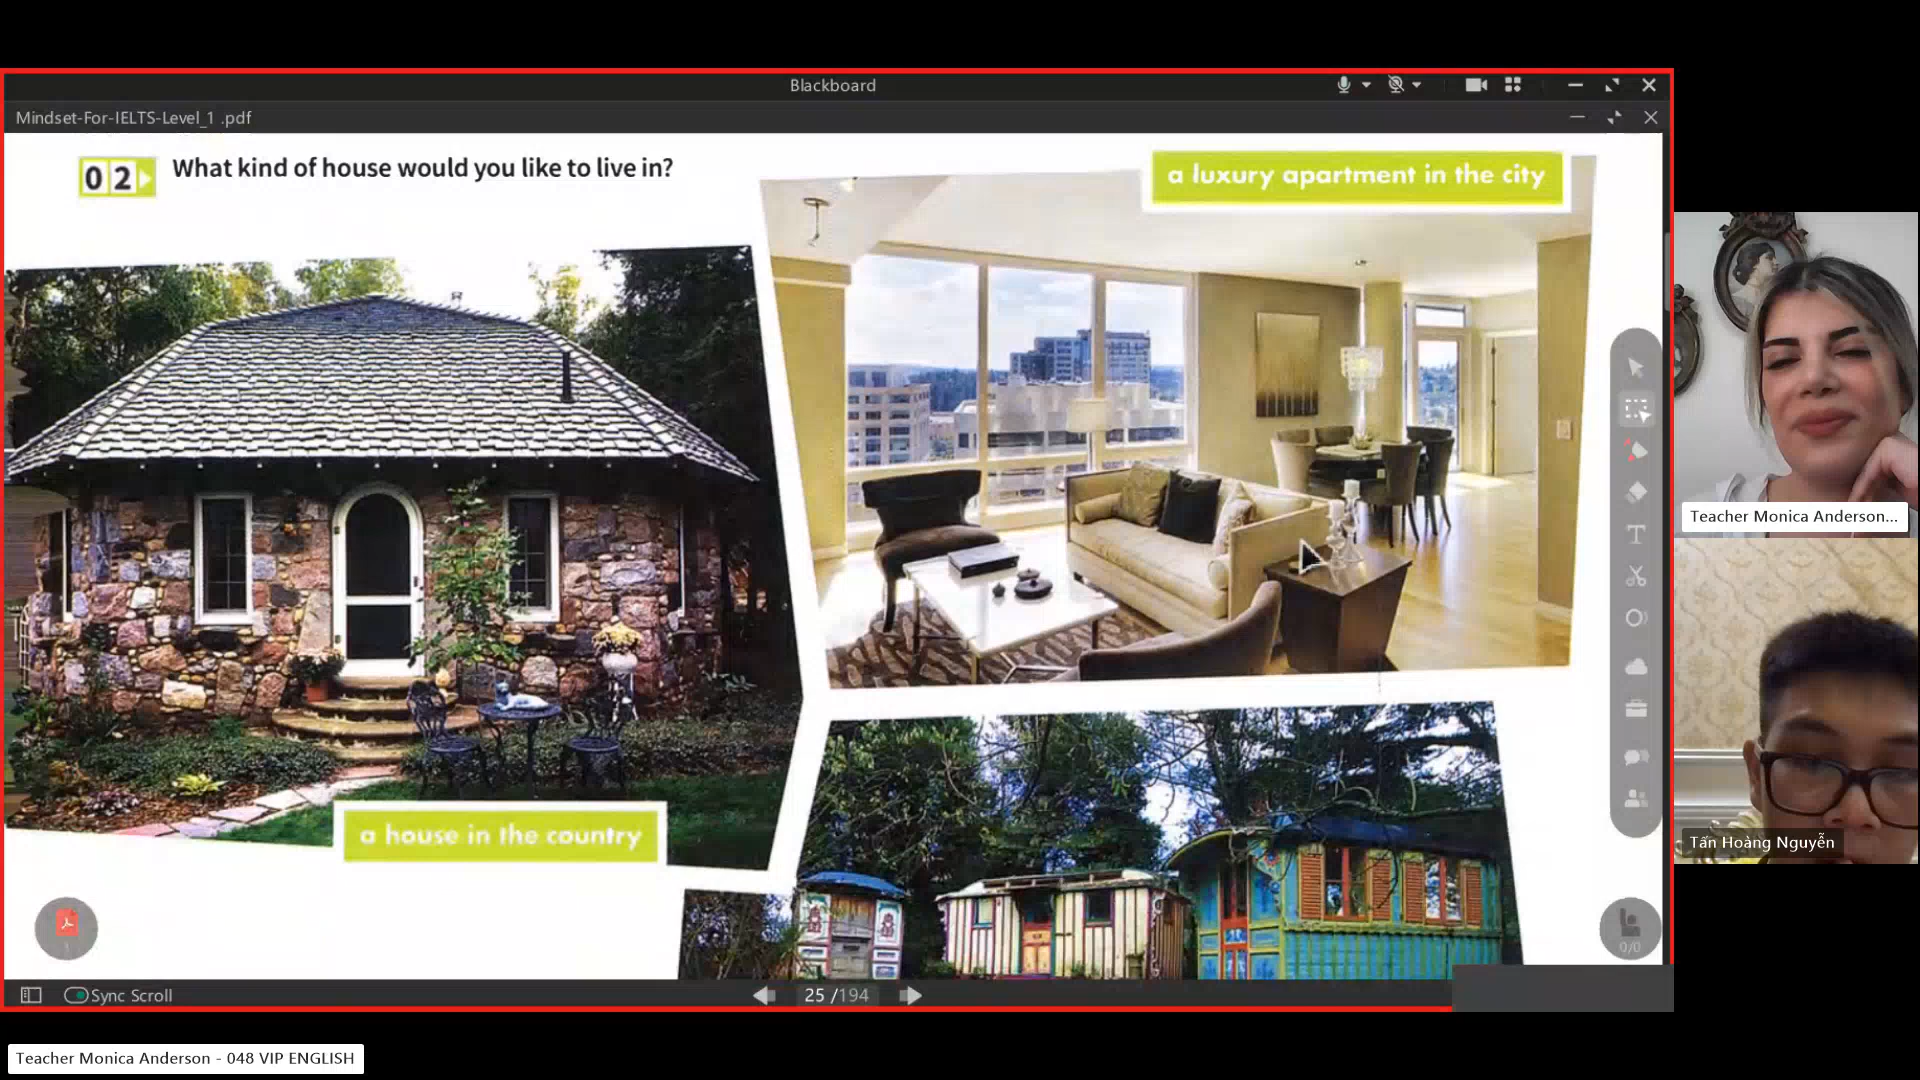 Blackboard
Mindset-For-IELTS-Level_1 .pdf
02
What kind of house would you like to live in?
a luxury apartment in the city
a house in the country
Teacher Monica Anderson...
Tấn Hoàng Nguyễn
T
1
0/0
Sync Scroll
25 /194
Teacher Monica Anderson - 048 VIP ENGLISH